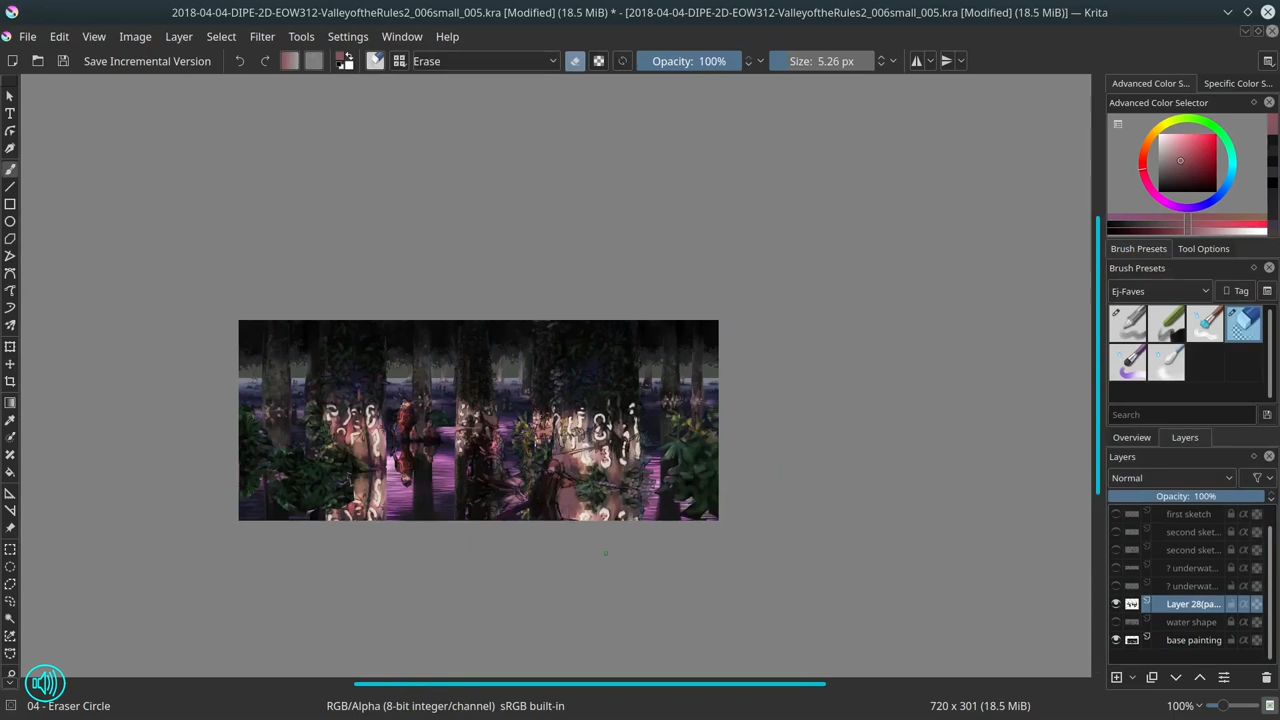 2018-04-04-DIPE-2D-EOW312-ValleyoftheRules2_006small_005.kra [Modified] (18.5 MiB) * - [2018-04-04-DIPE-2D-EOW312-ValleyoftheRules2_006small_005.kra [Modified] (18.5 MiB)] — Krita
File Edit View Image Layer Select Filter Tools Settings Window Help
Save Incremental Version Erase Opacity: 100% Size: 5.26 px
Advanced Color S... Specific Color S...
Advanced Color Selector
Brush Presets Tool Options
Brush Presets
Ej-Faves Tag
Search
Overview Layers
Layers
Normal
Opacity: 100%
first sketch
second sket...
second sket...
? underwat...
? underwat...
Layer 28(pa...
water shape
base painting
04 - Eraser Circle RGB/Alpha (8-bit integer/channel) sRGB built-in 720 x 301 (18.5 MiB) 100%